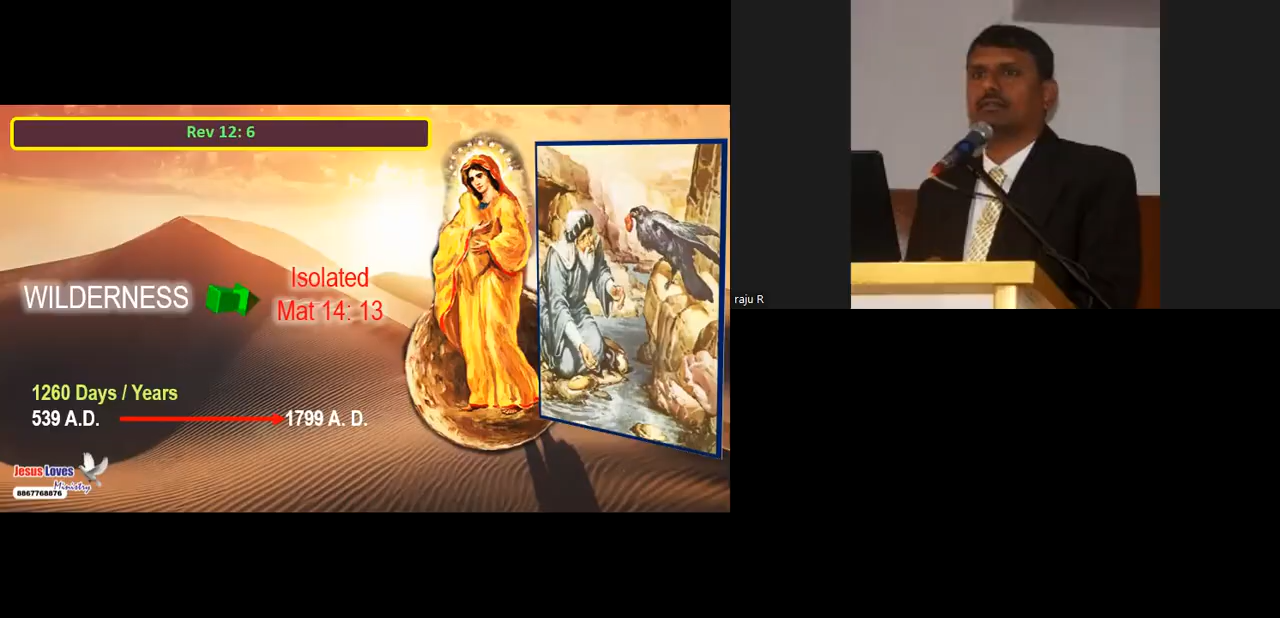 Rev 12: 6
WILDERNESS
Isolated
Mat 14: 13
1260 Days / Years
539 A.D.
1799 A. D.
Jesus Loves
Ministry
8867768876
raju R